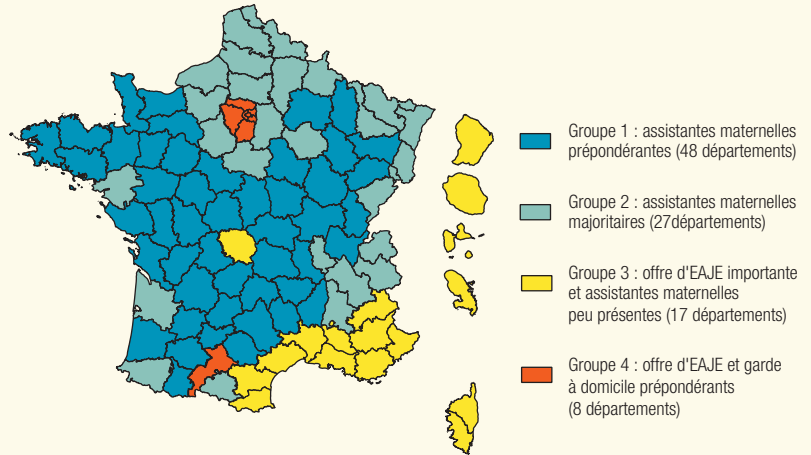 Groupe 1 : assistantes maternelles
prépondérantes (48 départements)
Groupe 2 : assistantes maternelles
majoritaires (27départements)
Groupe 3 : offre d'EAJE importante
et assistantes maternelles
peu présentes (17 départements)
Groupe 4 : offre d'EAJE et garde
à domicile prépondérants
(8 départements)